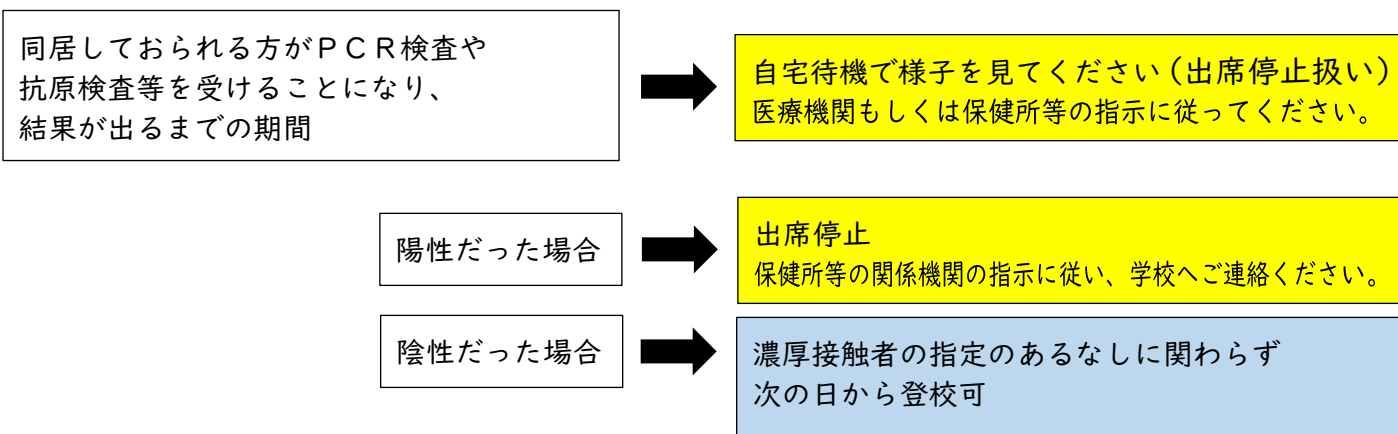 同居しておられる方がＰＣＲ検査や
抗原検査等を受けることになり、
結果が出るまでの期間
自宅待機で様子を見てください（出席停止扱い）
医療機関もしくは保健所等の指示に従ってください。
陽性だった場合
出席停止
保健所等の関係機関の指示に従い、学校へご連絡ください。
陰性だった場合
濃厚接触者の指定のあるなしに関わらず
次の日から登校可